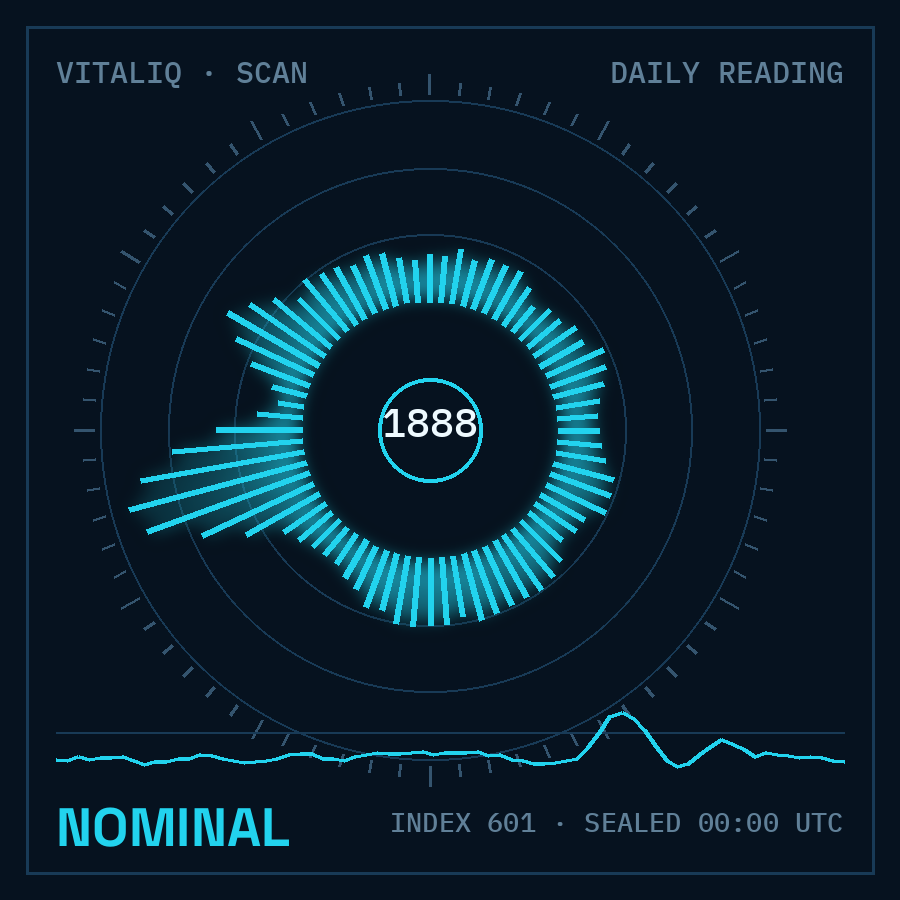 VITALIQ · SCAN
DAILY READING
1888
NOMINAL
INDEX 601 · SEALED 00:00 UTC